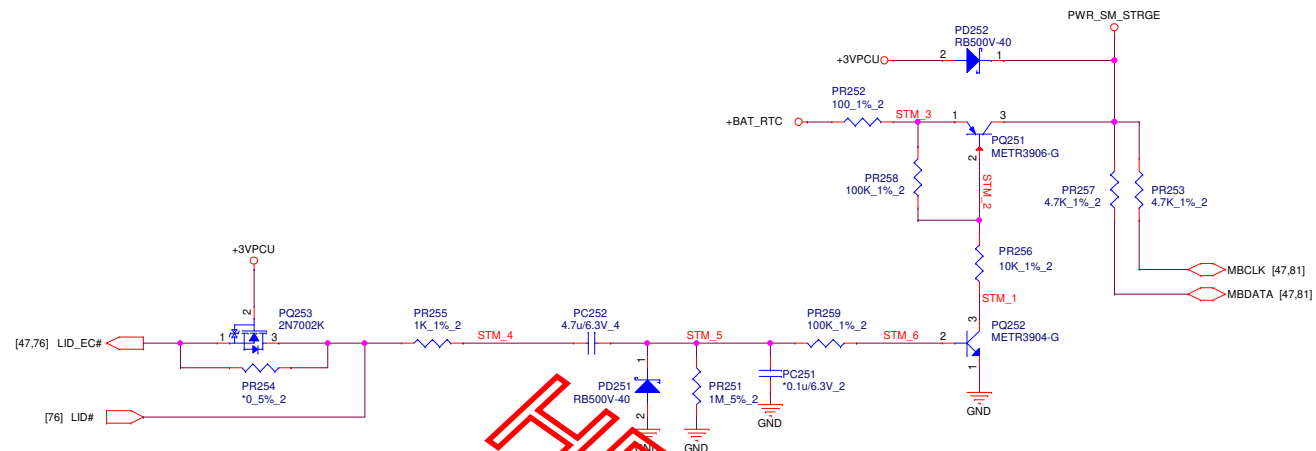 PWR_SM_STRGE
PD252
RB500V-40
+3VPCU
2
1
PR252
100_1%_2
+BAT_RTC
STM_3
1
3
PQ251
METR3906-G
2
PR258
100K_1%_2
STM_2
PR257
4.7K_1%_2
PR253
4.7K_1%_2
+3VPCU
PR256
10K_1%_2
MBCLK [47,81]
MBDATA [47,81]
2
PQ253
2N7002K
1
3
[47,76] LID_EC#
PR255
1K_1%_2
STM_4
PC252
4.7u/6.3V_4
STM_5
PR259
100K_1%_2
STM_6
STM_1
3
PQ252
METR3904-G
2
1
PR254
*0_5%_2
1
PD251
RB500V-40
2
PR251
1M_5%_2
PC251
*0.1u/6.3V_2
[76] LID#
GND
GND
GND
GND